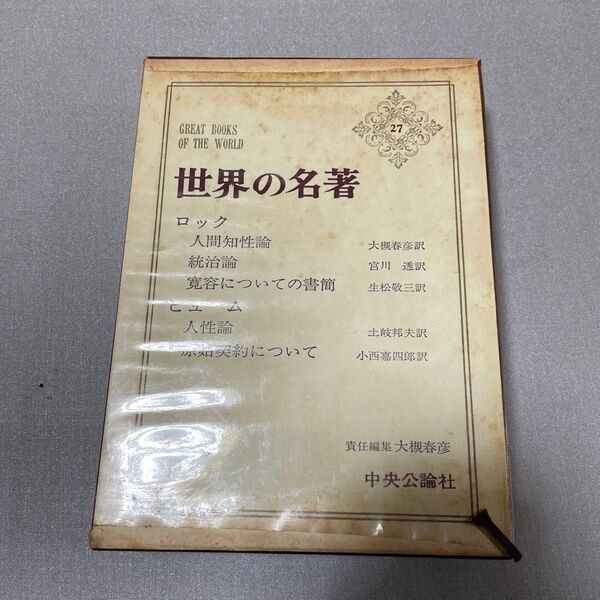 GREAT BOOKS
OF THE WORLD
27
世界の名著
ロック
人間知性論 大槻春彦訳
統治論 宮川 透訳
寛容についての書簡 生松敬三訳
ヒューム
人性論 土岐邦夫訳
原始契約について 小西嘉四郎訳
責任編集 大槻春彦
中央公論社